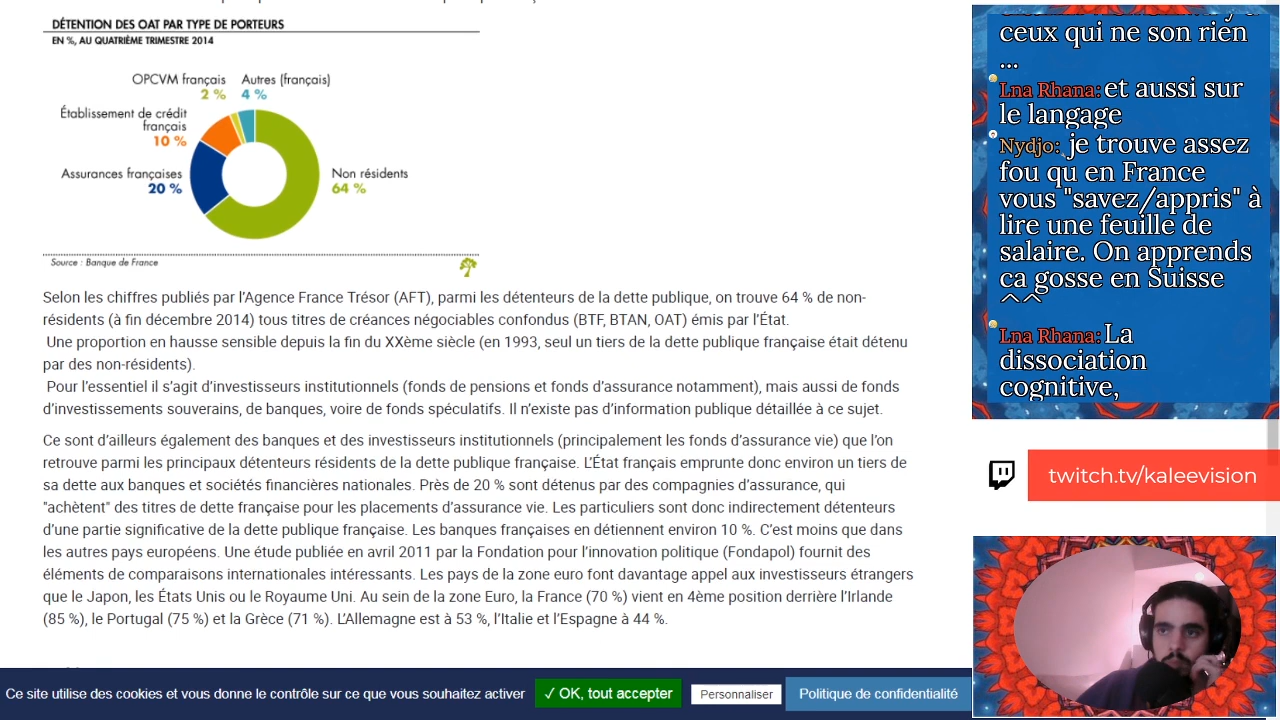 DÉTENTION DES OAT PAR TYPE DE PORTEURS
EN %, AU QUATRIÈME TRIMESTRE 2014
OPCVM français
2 %
Autres (français)
4 %
Établissement de crédit
français
10 %
Assurances françaises
20 %
Non résidents
64 %
Source : Banque de France
Selon les chiffres publiés par l'Agence France Trésor (AFT), parmi les détenteurs de la dette publique, on trouve 64 % de non-
résidents (à fin décembre 2014) tous titres de créances négociables confondus (BTF, BTAN, OAT) émis par l'État.
Une proportion en hausse sensible depuis la fin du XXème siècle (en 1993, seul un tiers de la dette publique française était détenu
par des non-résidents).
Pour l'essentiel il s'agit d'investisseurs institutionnels (fonds de pensions et fonds d'assurance notamment), mais aussi de fonds
d'investissements souverains, de banques, voire de fonds spéculatifs. Il n'existe pas d'information publique détaillée à ce sujet.
Ce sont d'ailleurs également des banques et des investisseurs institutionnels (principalement les fonds d'assurance vie) que l'on
retrouve parmi les principaux détenteurs résidents de la dette publique française. L'État français emprunte donc environ un tiers de
sa dette aux banques et sociétés financières nationales. Près de 20 % sont détenus par des compagnies d'assurance, qui
"achètent" des titres de dette française pour les placements d'assurance vie. Les particuliers sont donc indirectement détenteurs
d'une partie significative de la dette publique française. Les banques françaises en détiennent environ 10 %. C'est moins que dans
les autres pays européens. Une étude publiée en avril 2011 par la Fondation pour l'innovation politique (Fondapol) fournit des
éléments de comparaisons internationales intéressants. Les pays de la zone euro font davantage appel aux investisseurs étrangers
que le Japon, les États Unis ou le Royaume Uni. Au sein de la zone Euro, la France (70 %) vient en 4ème position derrière l'Irlande
(85 %), le Portugal (75 %) et la Grèce (71 %). L'Allemagne est à 53 %, l'Italie et l'Espagne à 44 %.
Ce site utilise des cookies et vous donne le contrôle sur ce que vous souhaitez activer
✓ OK, tout accepter
Personnaliser
Politique de confidentialité
ceux qui ne son rien
...
Lna Rhana: et aussi sur
le langage
Nydjo: je trouve assez
fou qu en France
vous "savez/appris" à
lire une feuille de
salaire. On apprends
ca gosse en Suisse
^^
Lna Rhana: La
dissociation
cognitive,
twitch.tv/kaleevision